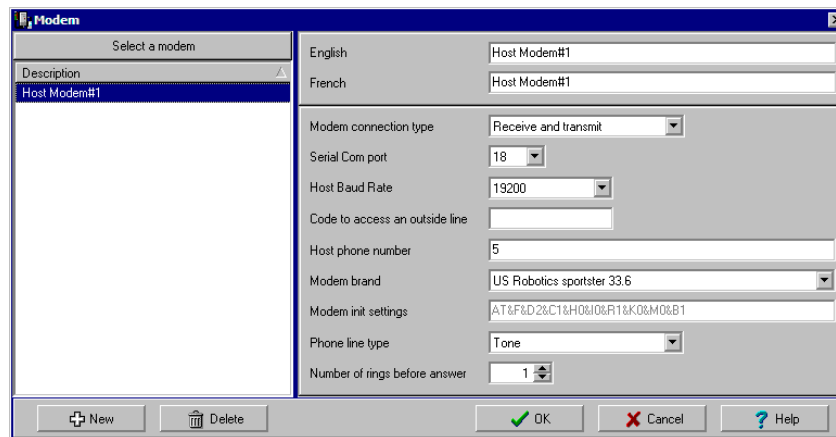 Modem
Select a modem
Description
Host Modem#1
English
Host Modem#1
French
Host Modem#1
Modem connection type
Receive and transmit
Serial Com port
18
Host Baud Rate
19200
Code to access an outside line
Host phone number
5
Modem brand
US Robotics sportster 33.6
Modem init settings
AT&F&D2&C1&H0&I0&R1&K0&M0&B1
Phone line type
Tone
Number of rings before answer
1
New
Delete
OK
Cancel
? Help